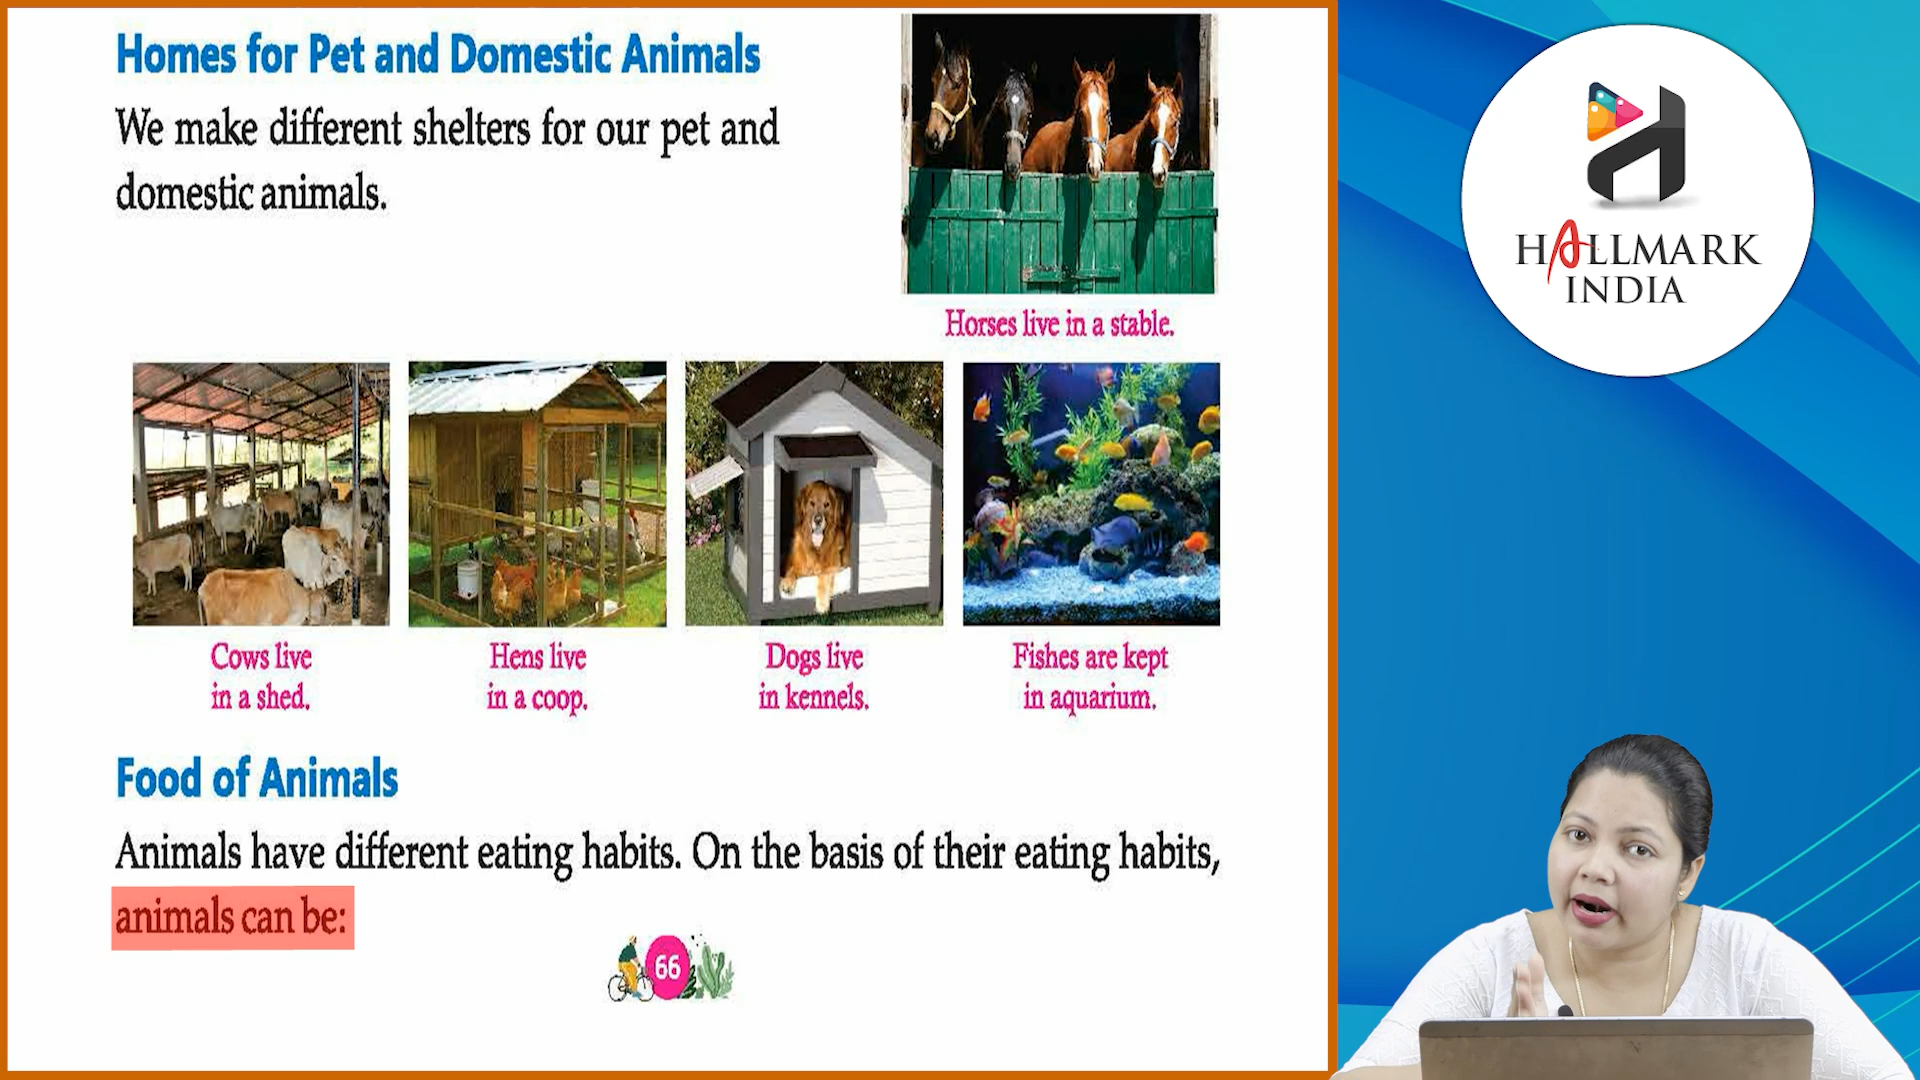 Homes for Pet and Domestic Animals
We make different shelters for our pet and
domestic animals.
Horses live in a stable.
Cows live
in a shed.
Hens live
in a coop.
Dogs live
in kennels.
Fishes are kept
in aquarium.
Food of Animals
Animals have different eating habits. On the basis of their eating habits,
animals can be:
66
HALLMARK
INDIA